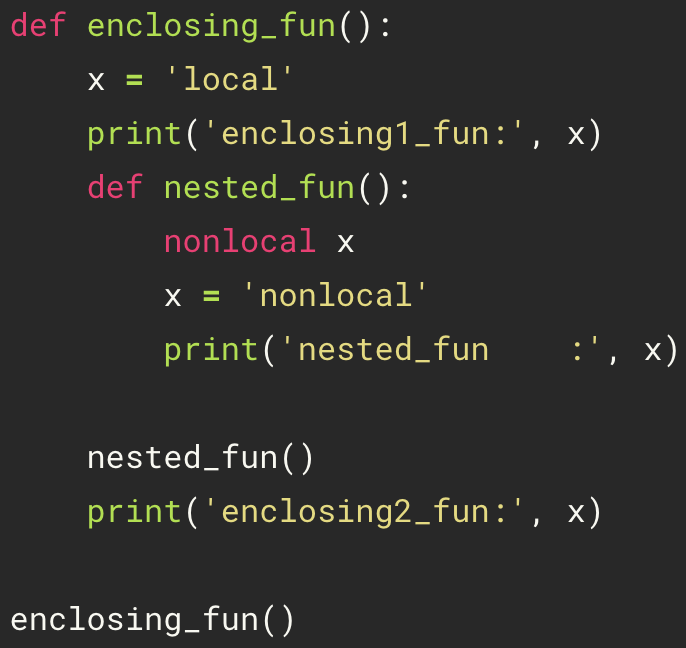 def enclosing_fun():
    x = 'local'
    print('enclosing1_fun:', x)
    def nested_fun():
        nonlocal x
        x = 'nonlocal'
        print('nested_fun    :', x)

    nested_fun()
    print('enclosing2_fun:', x)

enclosing_fun()